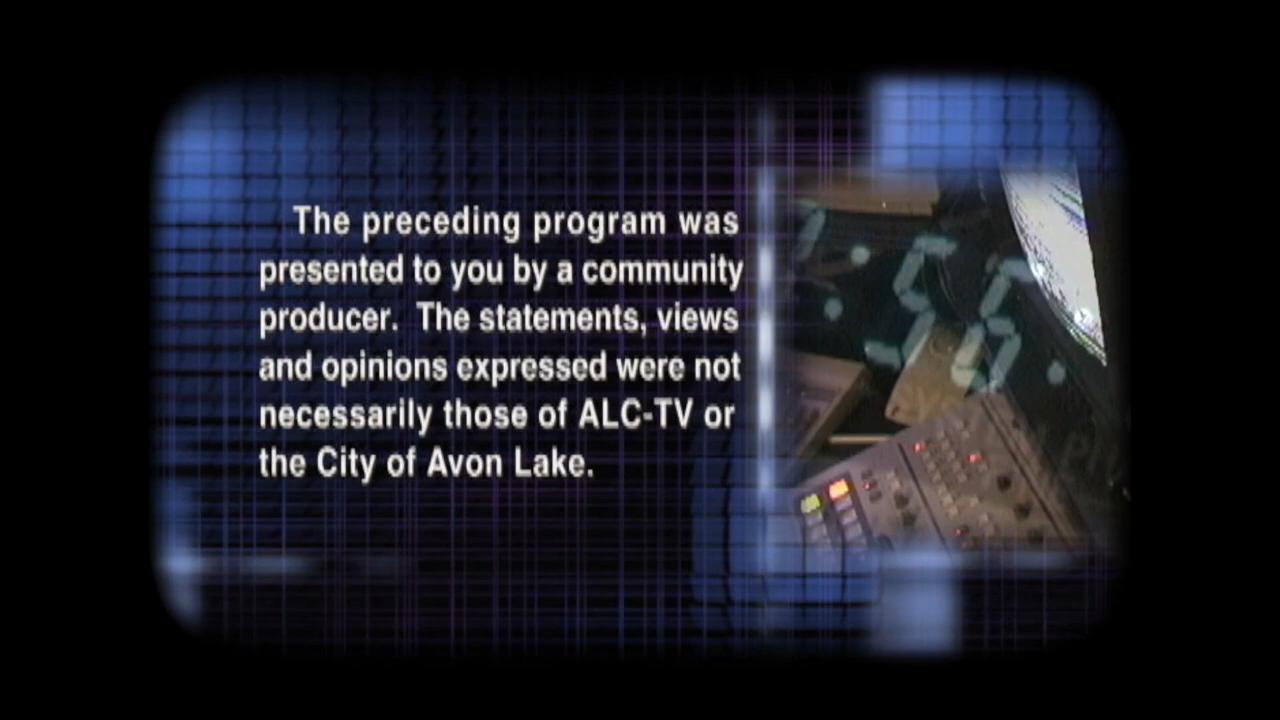 The preceding program was
presented to you by a community
producer. The statements, views
and opinions expressed were not
necessarily those of ALC-TV or
the City of Avon Lake.